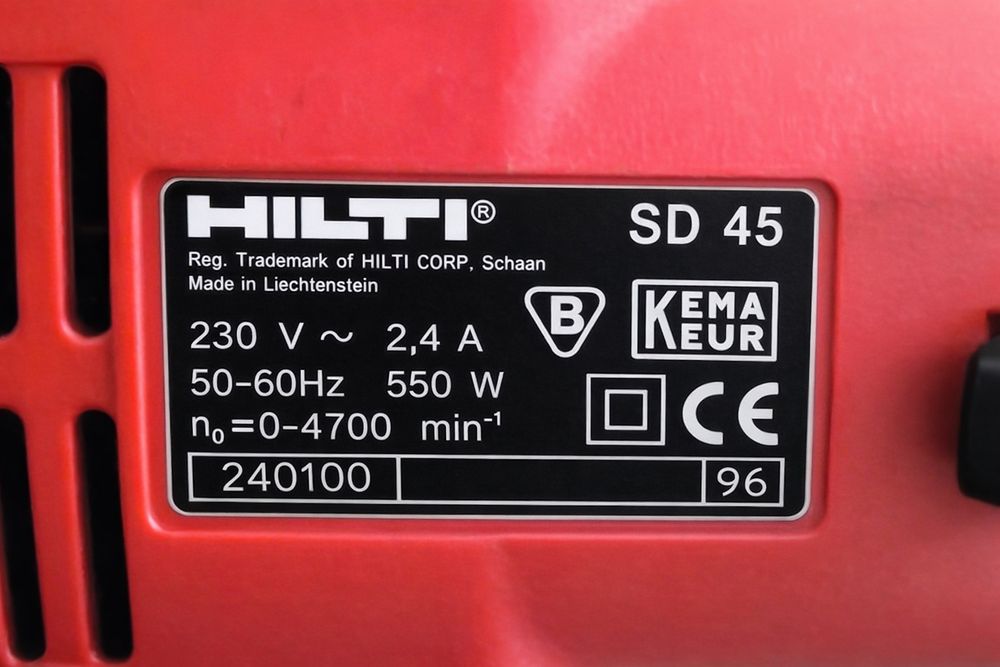 HILTI® SD 45
Reg. Trademark of HILTI CORP, Schaan
Made in Liechtenstein
230 V ~ 2,4 A
50-60Hz 550 W
n₀=0-4700 min⁻¹
B
KEMA
KEUR
CE
240100 96